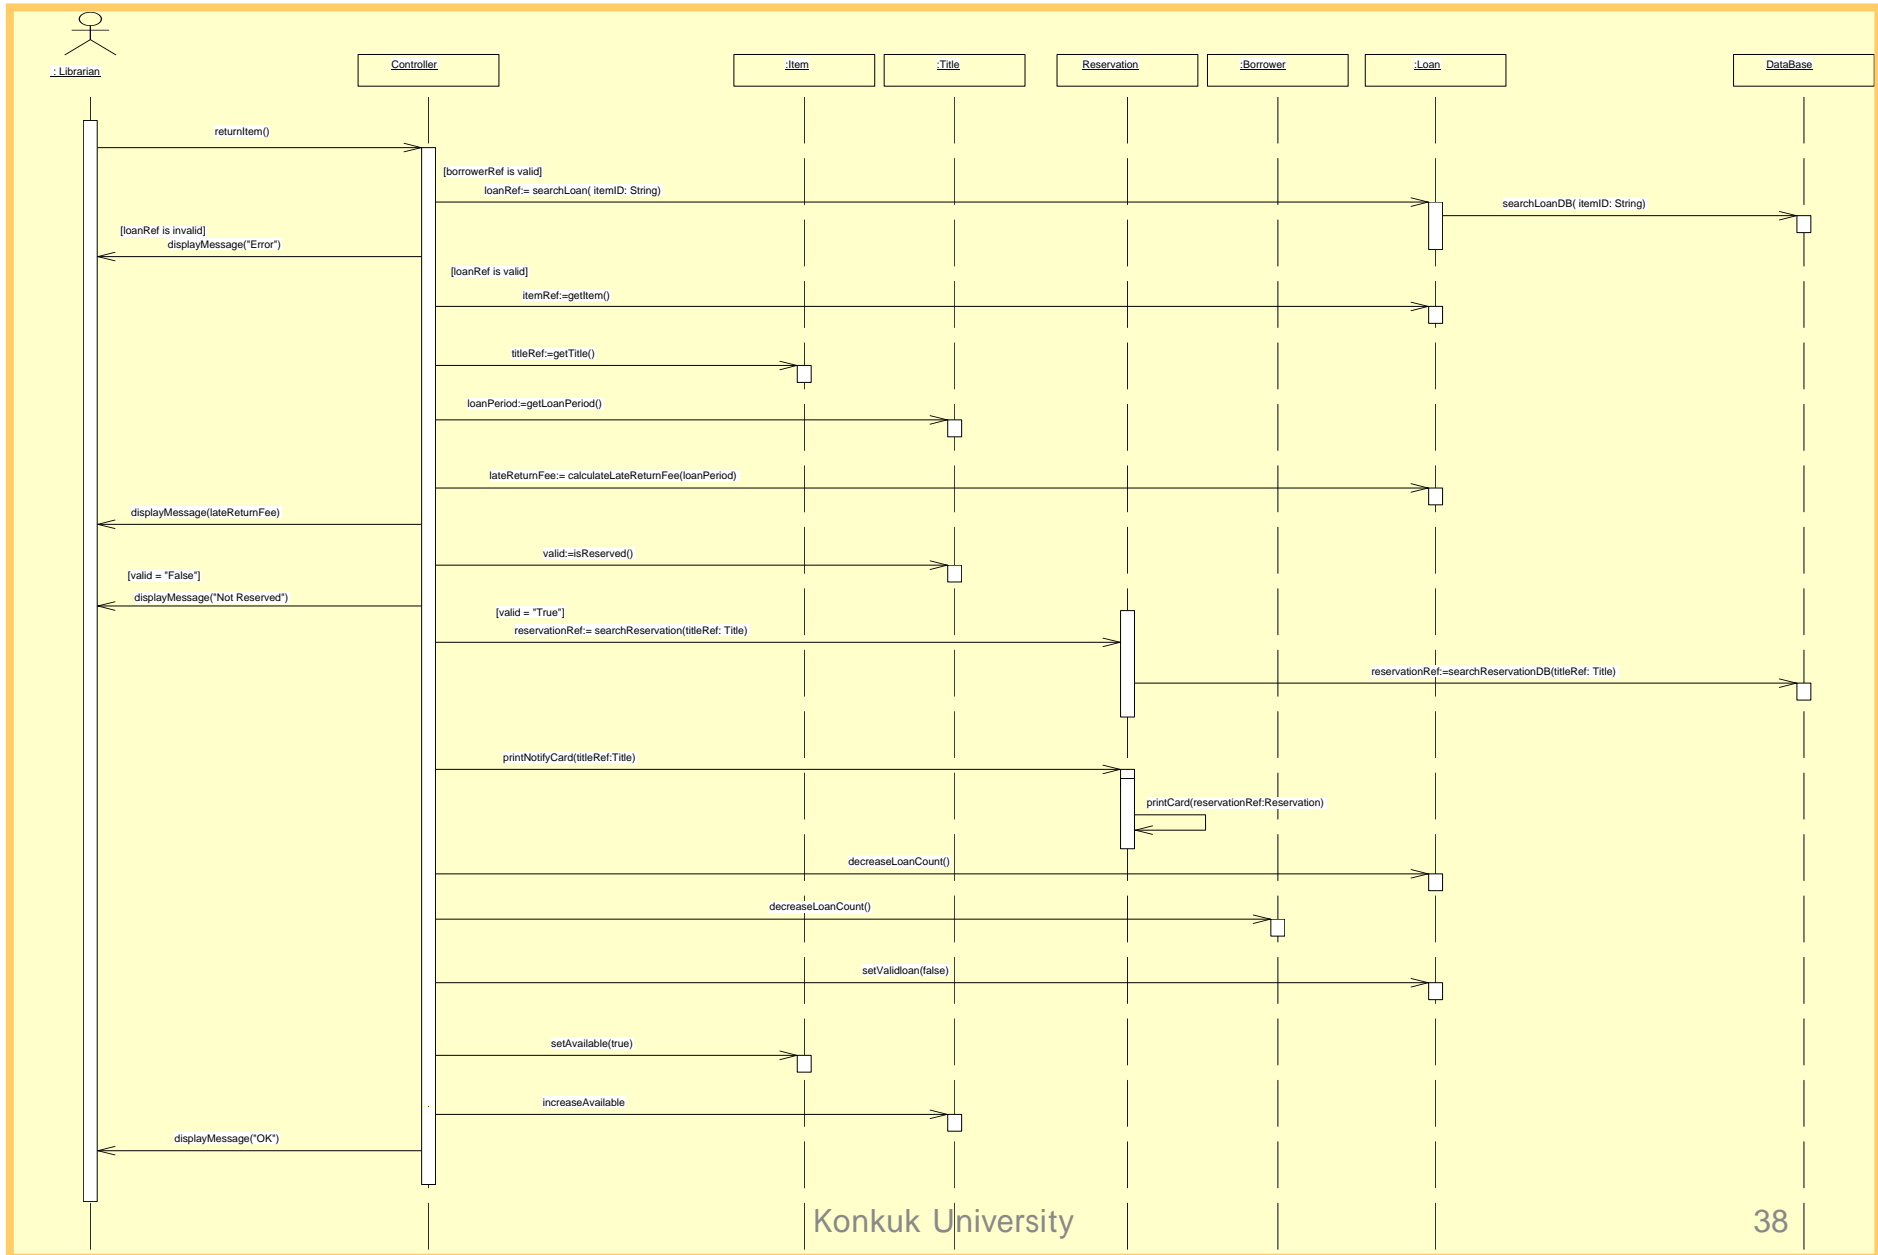 : Librarian
Controller
:Item
:Title
Reservation
:Borrower
:Loan
DataBase
returnItem()
[borrowerRef is valid]
loanRef:= searchLoan( itemID: String)
searchLoanDB( itemID: String)
[loanRef is invalid]
displayMessage("Error")
[loanRef is valid]
itemRef:=getItem()
titleRef:=getTitle()
loanPeriod:=getLoanPeriod()
lateReturnFee:= calculateLateReturnFee(loanPeriod)
displayMessage(lateReturnFee)
valid:=isReserved()
[valid = "False"]
displayMessage("Not Reserved")
[valid = "True"]
reservationRef:= searchReservation(titleRef: Title)
reservationRef:=searchReservationDB(titleRef: Title)
printNotifyCard(titleRef:Title)
printCard(reservationRef:Reservation)
decreaseLoanCount()
decreaseLoanCount()
setValidloan(false)
setAvailable(true)
increaseAvailable
displayMessage("OK")
Konkuk University
38